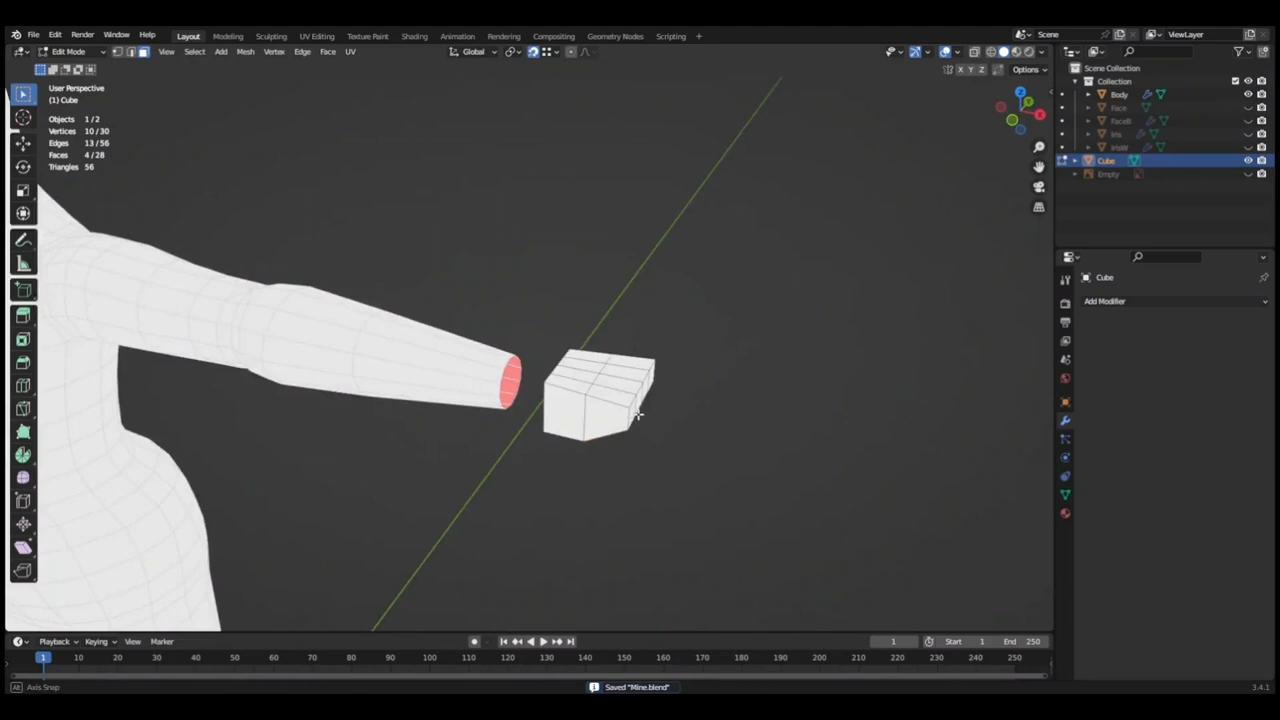 File Edit Render Window Help Layout Modeling Sculpting UV Editing Texture Paint Shading Animation Rendering Compositing Geometry Nodes Scripting + Scene ViewLayer
Edit Mode View Select Add Mesh Vertex Edge Face UV Global
X Y Z Options
User Perspective
(1) Cube
Objects 1/2
Vertices 10/30
Edges 13/56
Faces 4/28
Triangles 56
Z
Y
X
Scene Collection
Collection
Body
Face
FaceB
Iris
IrisW
Cube
Empty
Cube
Add Modifier
Playback Keying View Marker 1 Start 1 End 250
1 10 20 30 40 50 60 70 80 90 100 110 120 130 140 150 160 170 180 190 200 210 220 230 240 250
Alt Axis Snap Saved "Mine.blend" 3.4.1